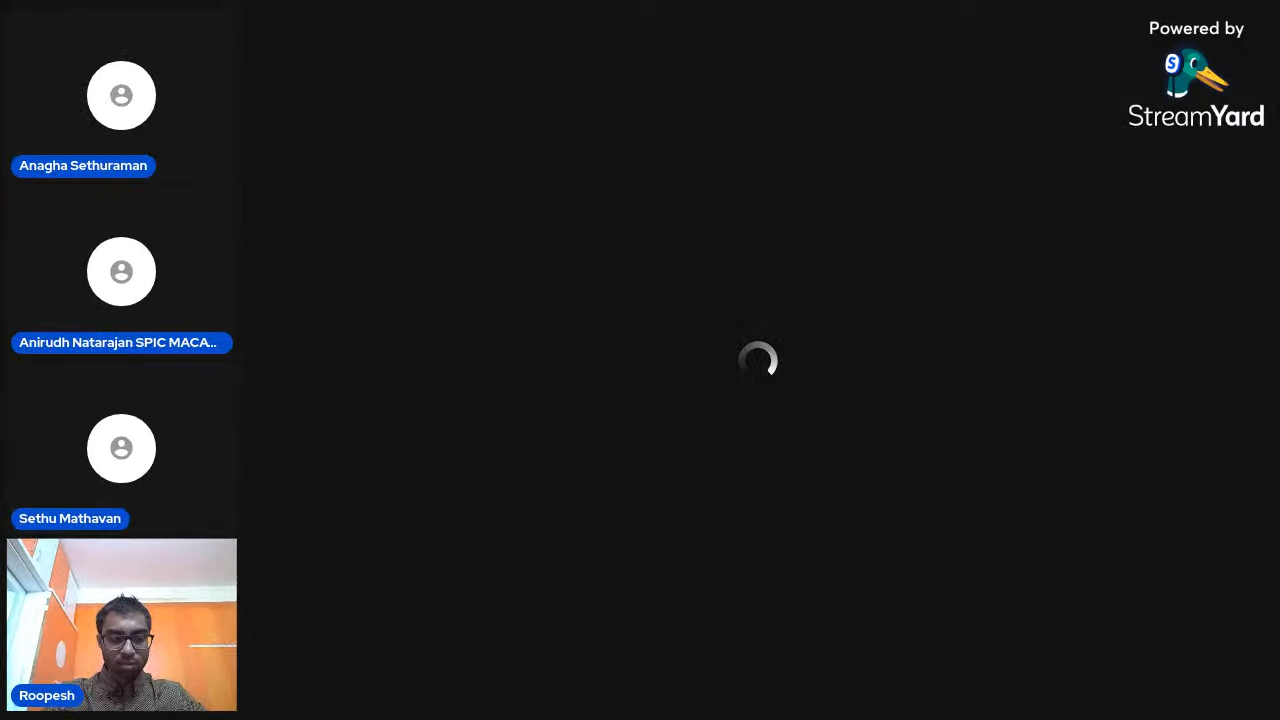 Powered by
S
StreamYard
Anagha Sethuraman
Anirudh Natarajan SPIC MACA...
Sethu Mathavan
Roopesh